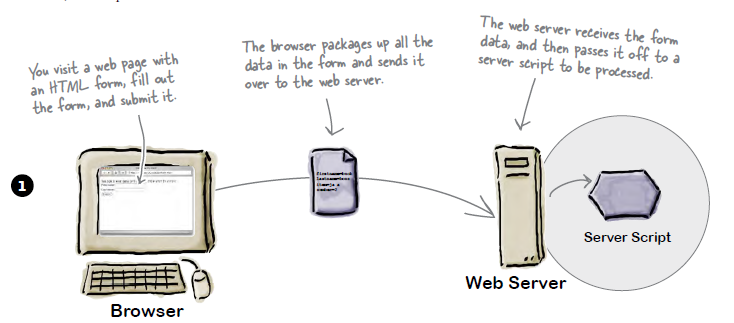 The web server receives the form
data, and then passes it off to a
server script to be processed.
The browser packages up all the
data in the form and sends it
over to the web server.
You visit a web page with
an HTML form, fill out
the form, and submit it.
1
Server Script
Web Server
Browser